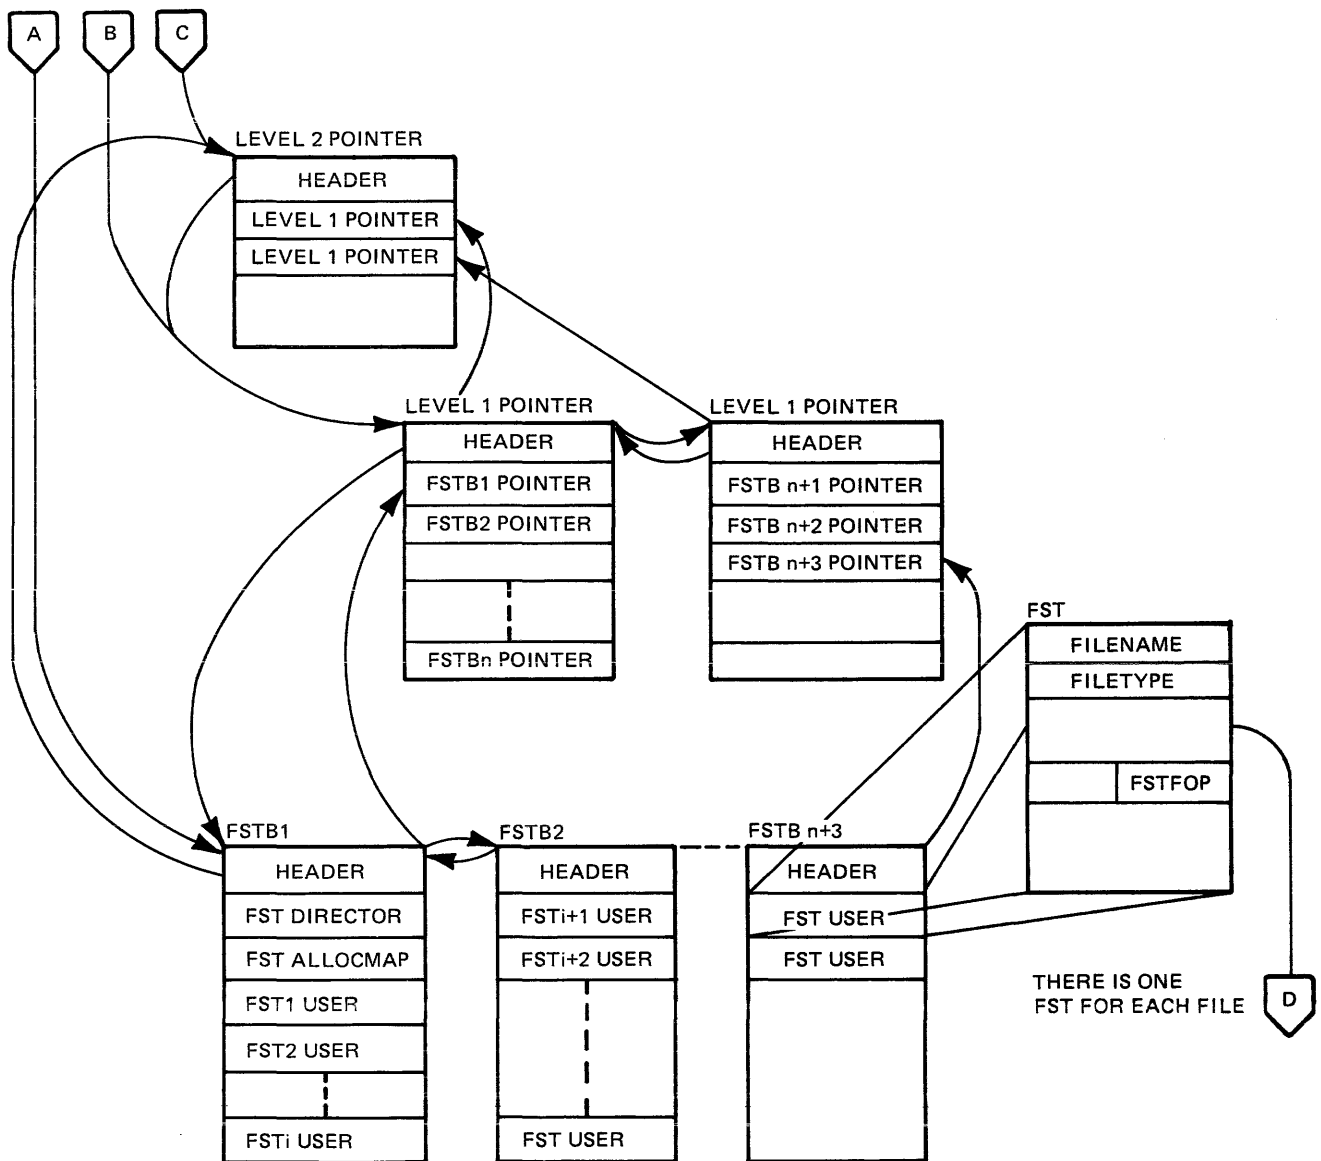 A
B
C
LEVEL 2 POINTER
HEADER
LEVEL 1 POINTER
LEVEL 1 POINTER
LEVEL 1 POINTER
HEADER
FSTB1 POINTER
FSTB2 POINTER
FSTBn POINTER
LEVEL 1 POINTER
HEADER
FSTB n+1 POINTER
FSTB n+2 POINTER
FSTB n+3 POINTER
FST
FILENAME
FILETYPE
FSTFOP
FSTB1
HEADER
FST DIRECTOR
FST ALLOCMAP
FST1 USER
FST2 USER
FSTi USER
FSTB2
HEADER
FSTi+1 USER
FSTi+2 USER
FST USER
FSTB n+3
HEADER
FST USER
FST USER
THERE IS ONE
FST FOR EACH FILE
D